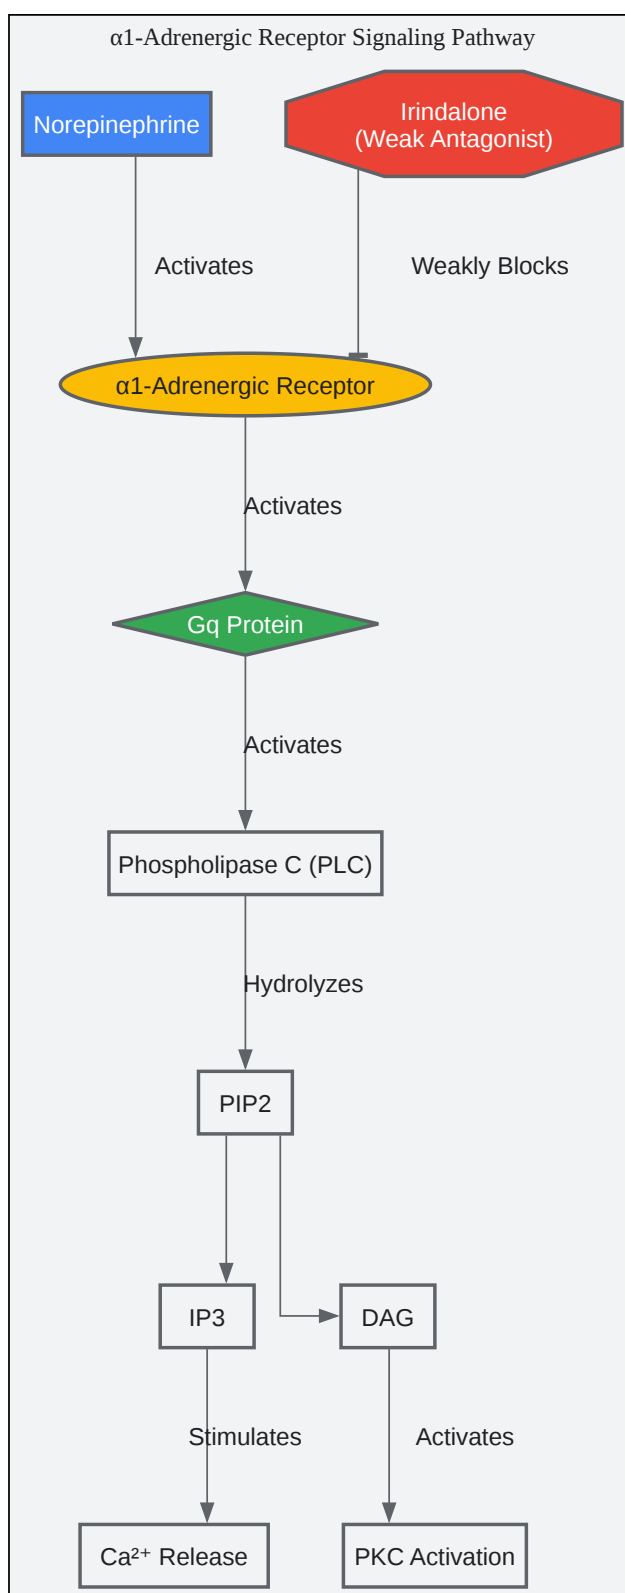 α1-Adrenergic Receptor Signaling Pathway
Norepinephrine
Irindalone
(Weak Antagonist)
Activates
Weakly Blocks
α1-Adrenergic Receptor
Activates
Gq Protein
Activates
Phospholipase C (PLC)
Hydrolyzes
PIP2
IP3
DAG
Stimulates
Activates
Ca²⁺ Release
PKC Activation